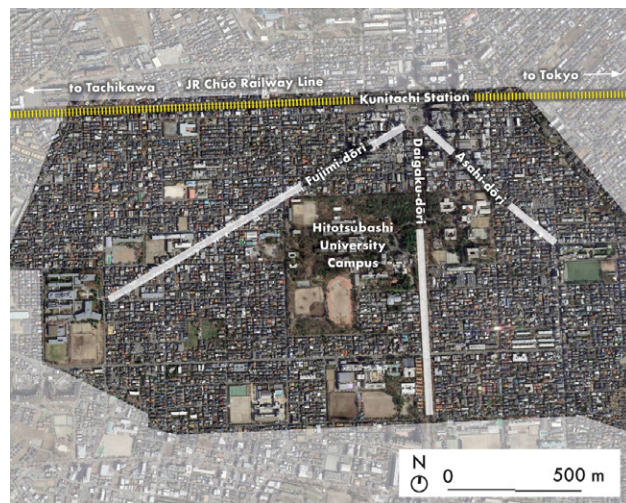 to Tachikawa
JR Chūō Railway Line
to Tokyo
Kunitachi Station
Fujimi-dōri
Daigaku-dōri
Asahi-dōri
Hitotsubashi
University
Campus
N
0 500 m